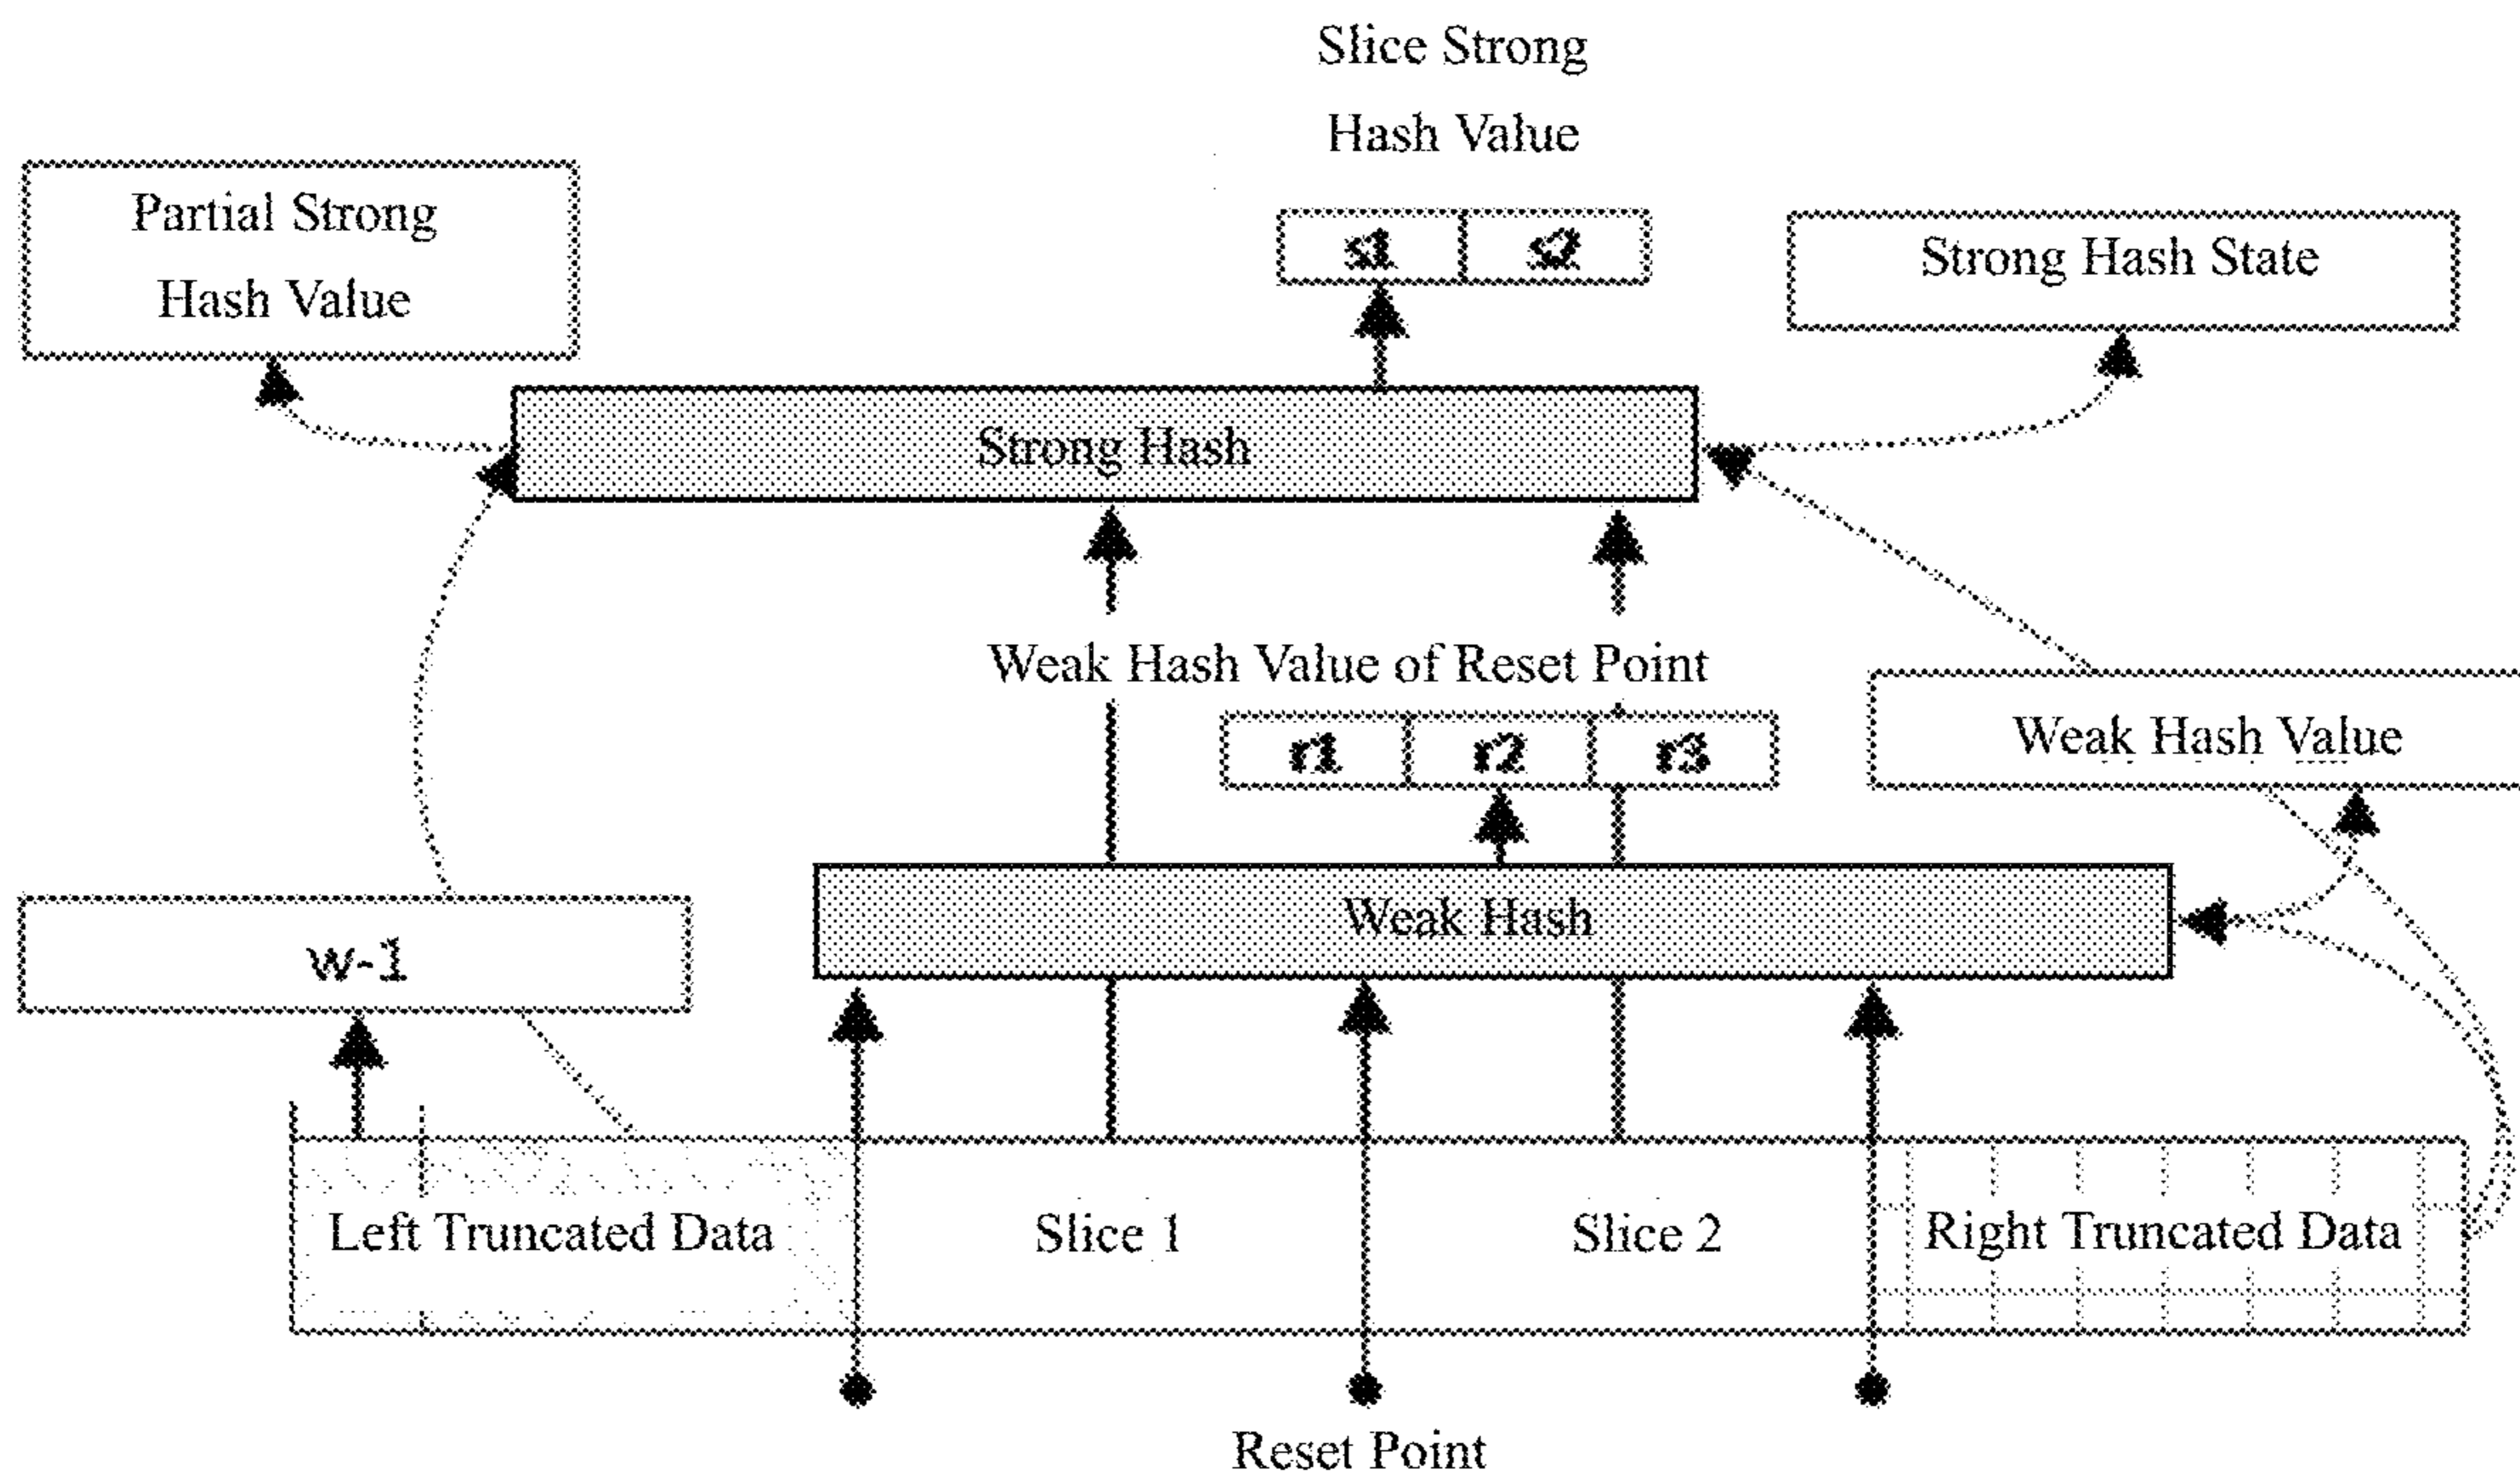 Slice Strong
Hash Value
Partial Strong
Hash Value
s1 s2
Strong Hash State
Strong Hash
Weak Hash Value of Reset Point
r1 r2 r3
Weak Hash Value
Weak Hash
w-1
Left Truncated Data
Slice 1
Slice 2
Right Truncated Data
Reset Point